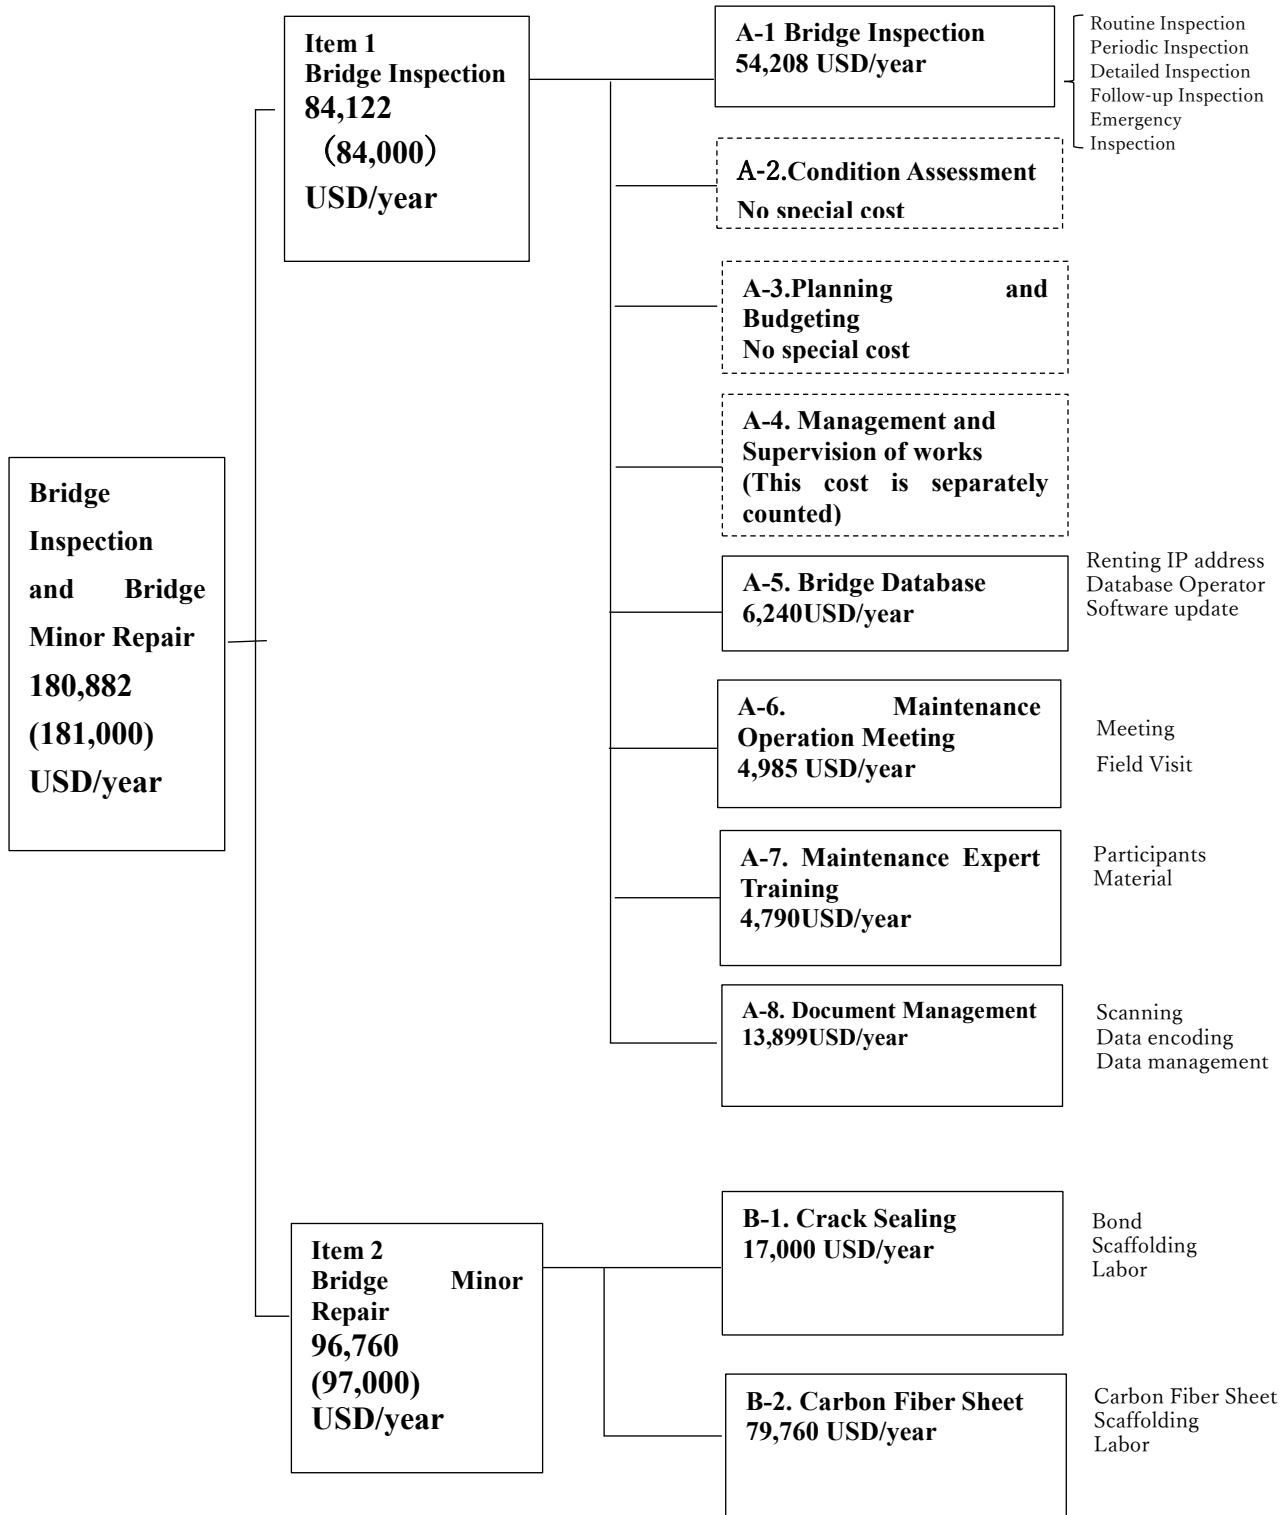 Bridge
Inspection
and Bridge
Minor Repair
180,882
(181,000)
USD/year
Item 1
Bridge Inspection
84,122
（84,000）
USD/year
A-1 Bridge Inspection
54,208 USD/year
Routine Inspection
Periodic Inspection
Detailed Inspection
Follow-up Inspection
Emergency
Inspection
A-2.Condition Assessment
No special cost
A-3.Planning and
Budgeting
No special cost
A-4. Management and
Supervision of works
(This cost is separately
counted)
A-5. Bridge Database
6,240USD/year
Renting IP address
Database Operator
Software update
A-6. Maintenance
Operation Meeting
4,985 USD/year
Meeting
Field Visit
A-7. Maintenance Expert
Training
4,790USD/year
Participants
Material
A-8. Document Management
13,899USD/year
Scanning
Data encoding
Data management
Item 2
Bridge Minor
Repair
96,760
(97,000)
USD/year
B-1. Crack Sealing
17,000 USD/year
Bond
Scaffolding
Labor
B-2. Carbon Fiber Sheet
79,760 USD/year
Carbon Fiber Sheet
Scaffolding
Labor